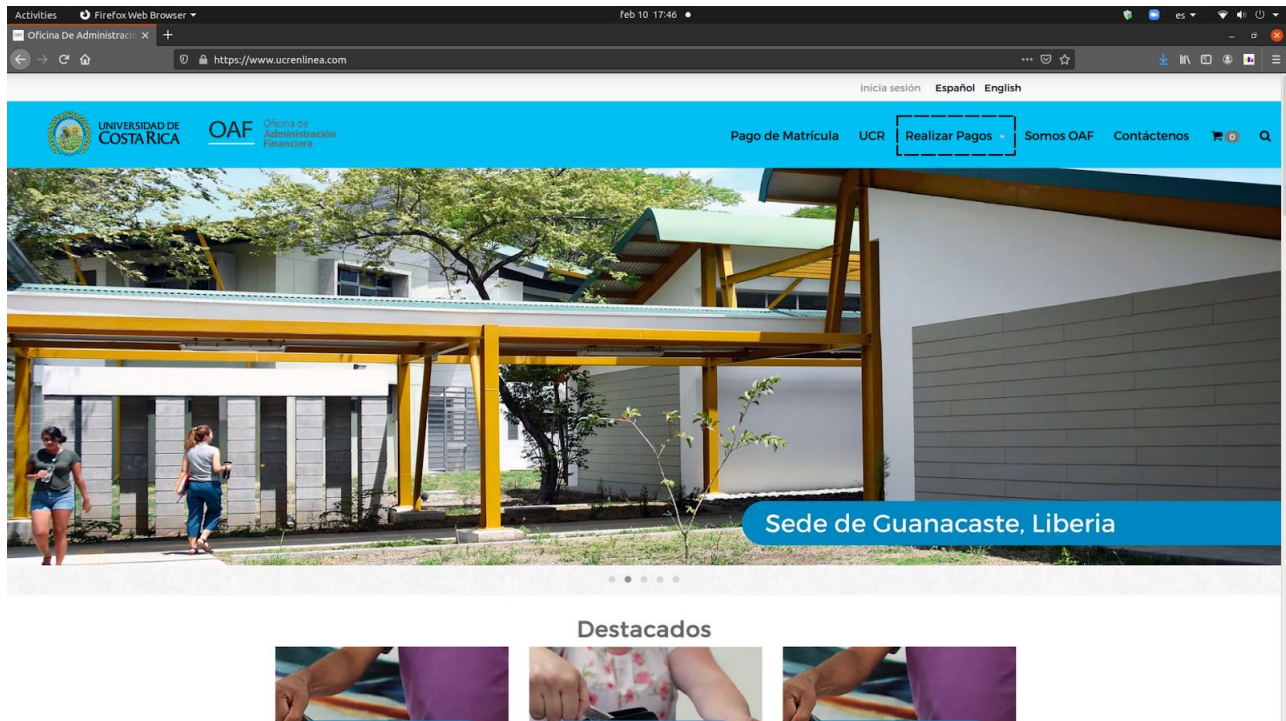 Activities Firefox Web Browser feb 10 17:46 es
Oficina De Administració
https://www.ucrenlinea.com
Inicia sesión Español English
UNIVERSIDAD DE
COSTA RICA
OAF
Oficina de
Administración
Financiera
Pago de Matrícula UCR Realizar Pagos Somos OAF Contáctenos 0
Sede de Guanacaste, Liberia
Destacados